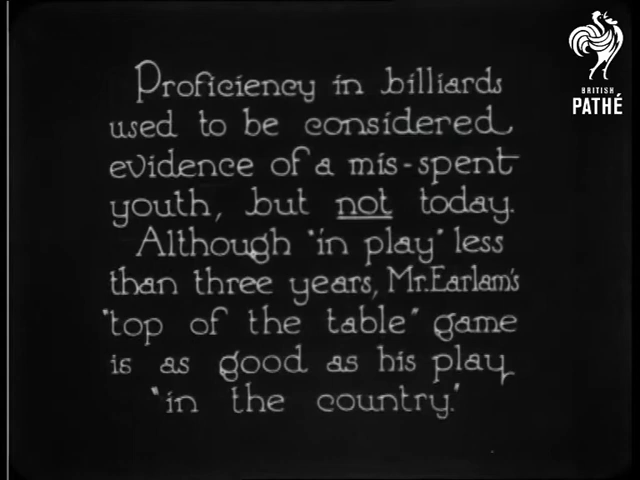 BRITISH
PATHÉ
Proficiency in billiards
used to be considered
evidence of a mis-spent
youth, but not today.
Although "in play" less
than three years, Mr. Earlam's
"top of the table" game
is as good as his play
"in the country."